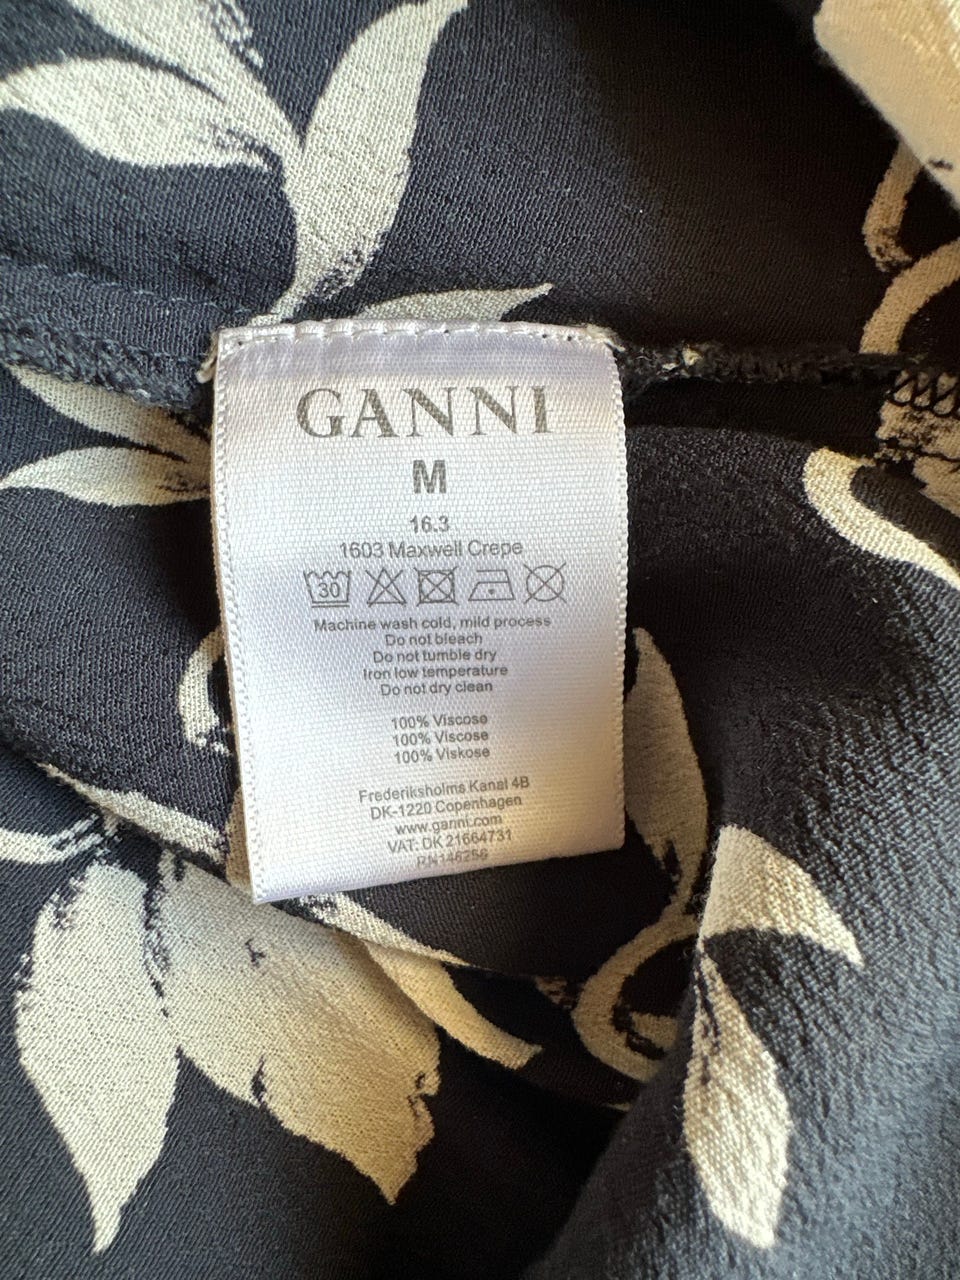 GANNI
M
16.3
1603 Maxwell Crepe
30
Machine wash cold, mild process
Do not bleach
Do not tumble dry
Iron low temperature
Do not dry clean
100% Viscose
100% Viscose
100% Viskose
Frederiksholms Kanal 4B
DK-1220 Copenhagen
www.ganni.com
VAT: DK 21664731
RN146256